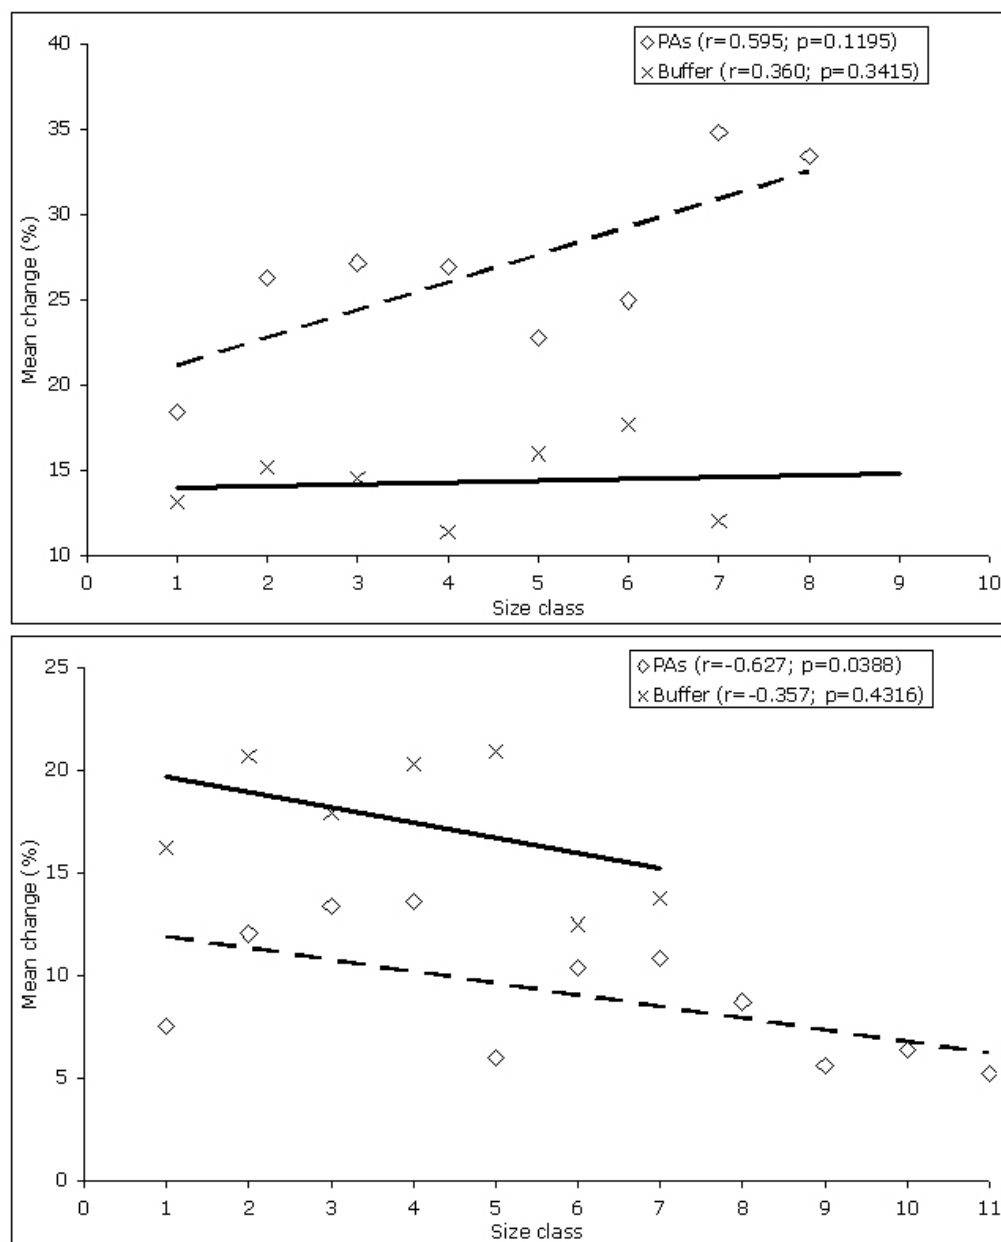 40
35
30
25
20
15
10
Mean change (%)
PAs (r=0.595; p=0.1195)
Buffer (r=0.360; p=0.3415)
0 1 2 3 4 5 6 7 8 9 10
Size class
25
20
15
10
5
0
Mean change (%)
PAs (r=-0.627; p=0.0388)
Buffer (r=-0.357; p=0.4316)
0 1 2 3 4 5 6 7 8 9 10 11
Size class